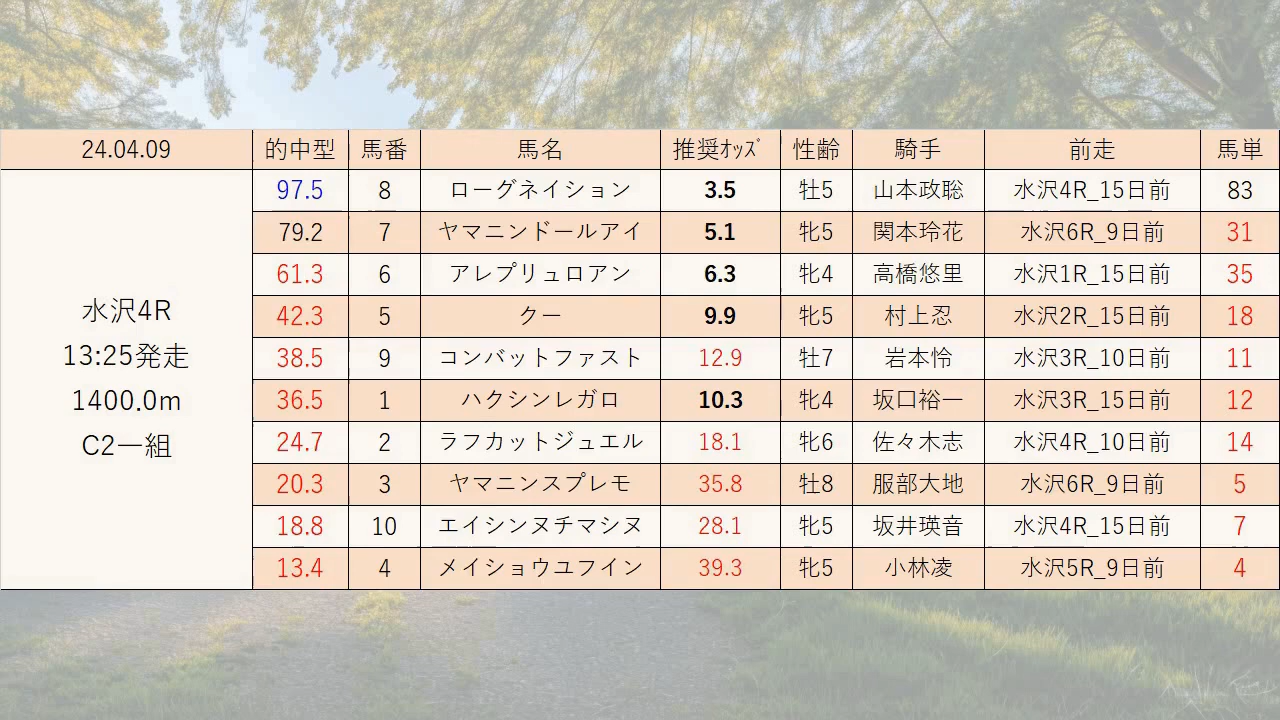 24.04.09 的中型 馬番 馬名 推奨ｵｯｽﾞ 性齢 騎手 前走 馬単
水沢4R
13:25発走
1400.0m
C2一組
97.5 8 ローグネイション 3.5 牡5 山本政聡 水沢4R_15日前 83
79.2 7 ヤマニンドールアイ 5.1 牝5 関本玲花 水沢6R_9日前 31
61.3 6 アレプリュロアン 6.3 牝4 高橋悠里 水沢1R_15日前 35
42.3 5 クー 9.9 牝5 村上忍 水沢2R_15日前 18
38.5 9 コンバットファスト 12.9 牡7 岩本怜 水沢3R_10日前 11
36.5 1 ハクシンレガロ 10.3 牝4 坂口裕一 水沢3R_15日前 12
24.7 2 ラフカットジュエル 18.1 牝6 佐々木志 水沢4R_10日前 14
20.3 3 ヤマニンスプレモ 35.8 牡8 服部大地 水沢6R_9日前 5
18.8 10 エイシンヌチマシヌ 28.1 牝5 坂井瑛音 水沢4R_15日前 7
13.4 4 メイショウユフイン 39.3 牝5 小林凌 水沢5R_9日前 4